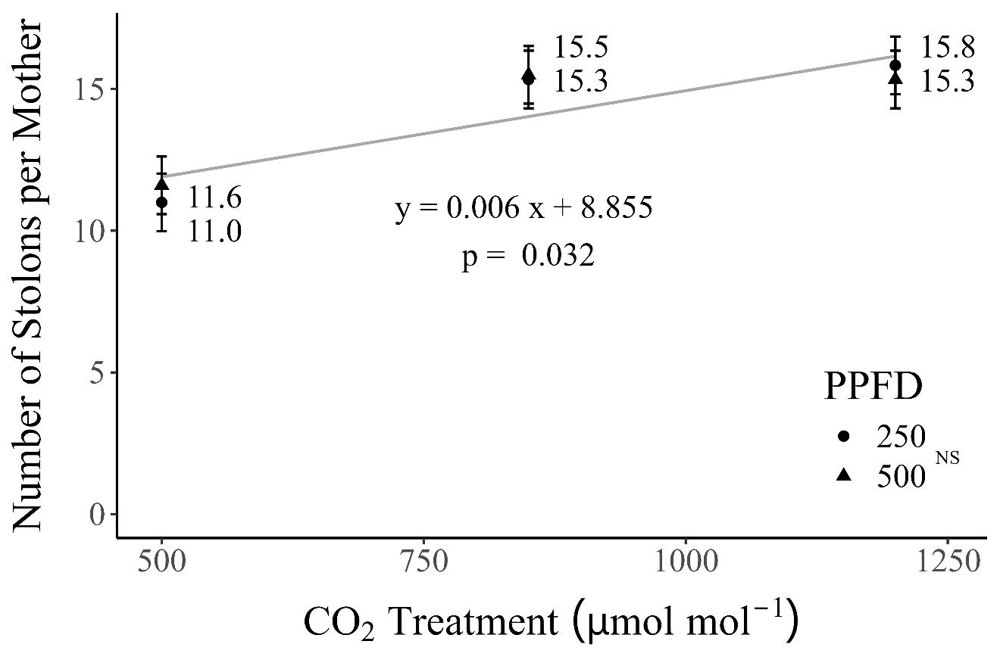 Number of Stolons per Mother
15
10
5
0
15.5
15.3
15.8
15.3
11.6
11.0
y = 0.006 x + 8.855
p = 0.032
PPFD
250
NS
500
500
750
1000
1250
CO₂ Treatment (μmol mol⁻¹)